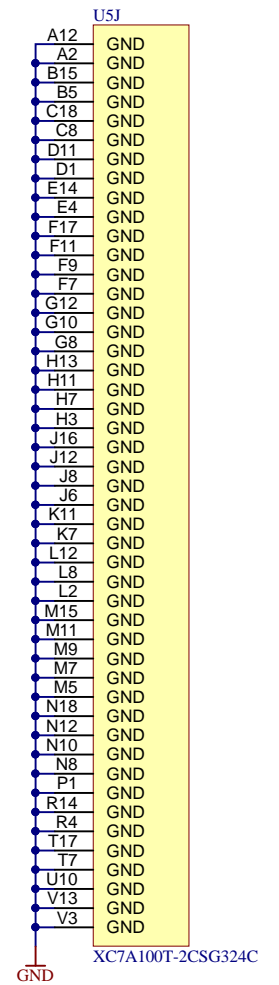 U5J
A12 GND
A2 GND
B15 GND
B5 GND
C18 GND
C8 GND
D11 GND
D1 GND
E14 GND
E4 GND
F17 GND
F11 GND
F9 GND
F7 GND
G12 GND
G10 GND
G8 GND
H13 GND
H11 GND
H7 GND
H3 GND
J16 GND
J12 GND
J8 GND
J6 GND
K11 GND
K7 GND
L12 GND
L8 GND
L2 GND
M15 GND
M11 GND
M9 GND
M7 GND
M5 GND
N18 GND
N12 GND
N10 GND
N8 GND
P1 GND
R14 GND
R4 GND
T17 GND
T7 GND
U10 GND
V13 GND
V3 GND
XC7A100T-2CSG324C
GND